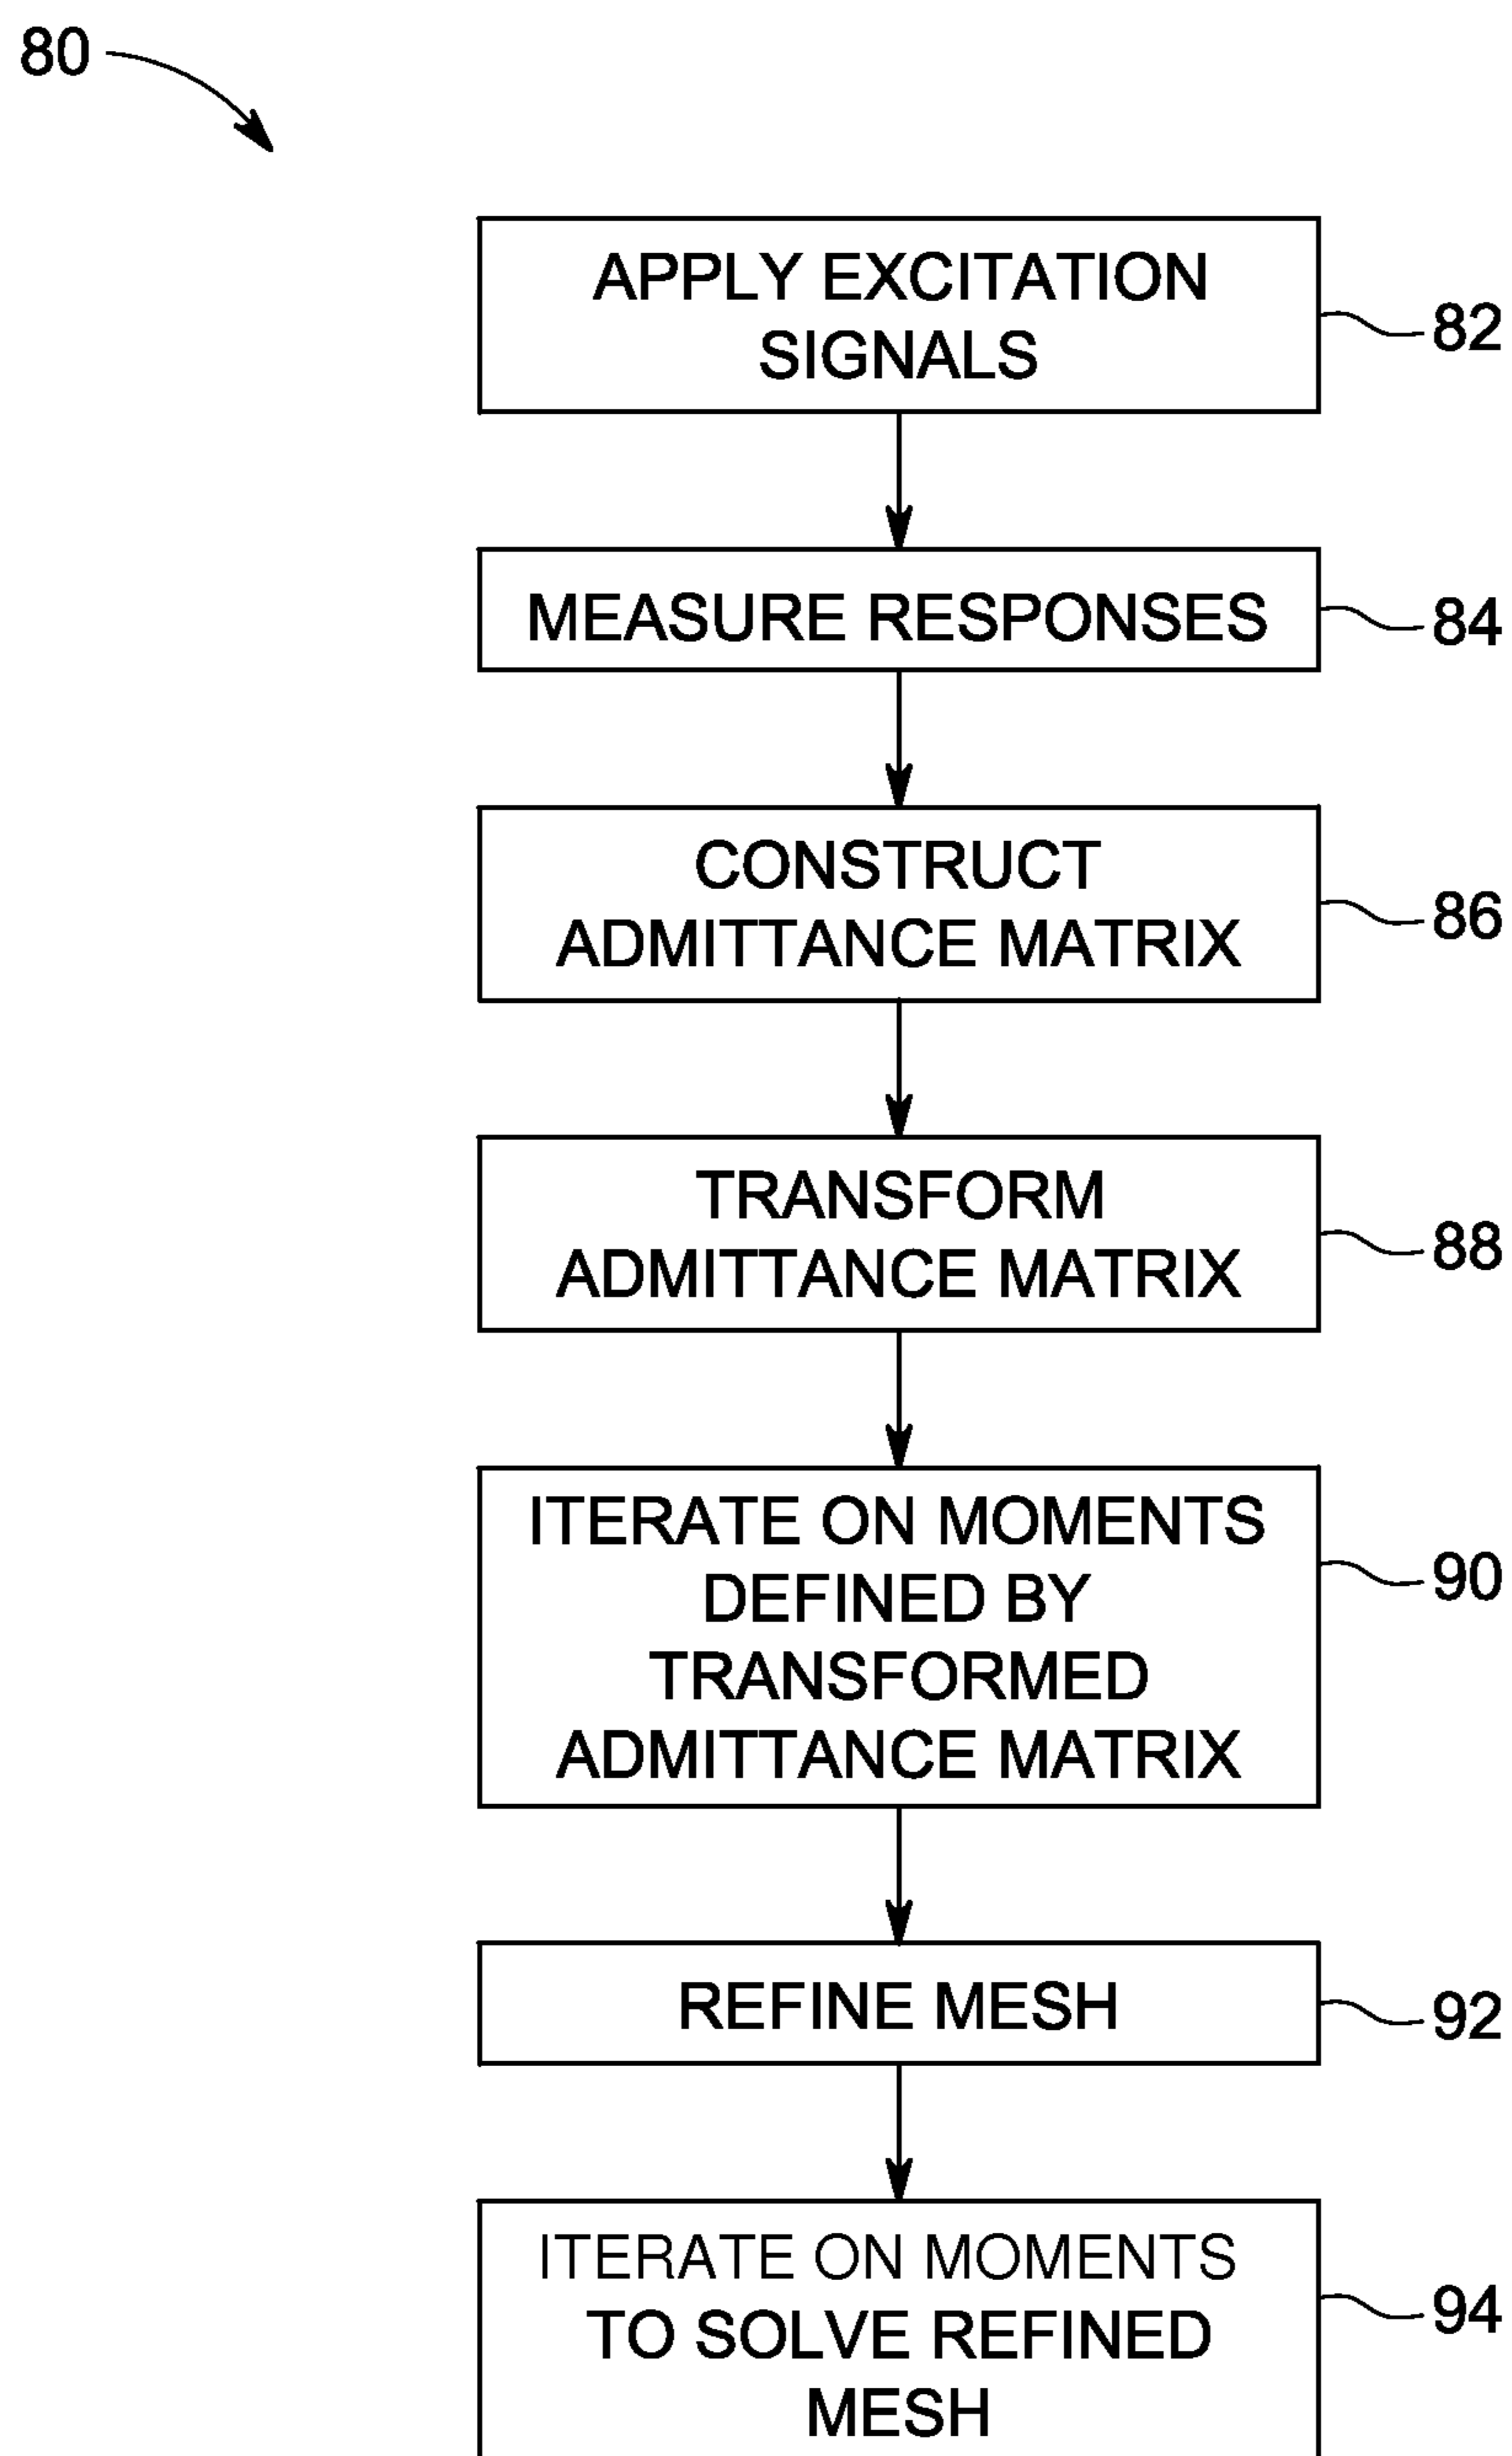 80
APPLY EXCITATION
SIGNALS
82
MEASURE RESPONSES
84
CONSTRUCT
ADMITTANCE MATRIX
86
TRANSFORM
ADMITTANCE MATRIX
88
ITERATE ON MOMENTS
DEFINED BY
TRANSFORMED
ADMITTANCE MATRIX
90
REFINE MESH
92
ITERATE ON MOMENTS
TO SOLVE REFINED
MESH
94